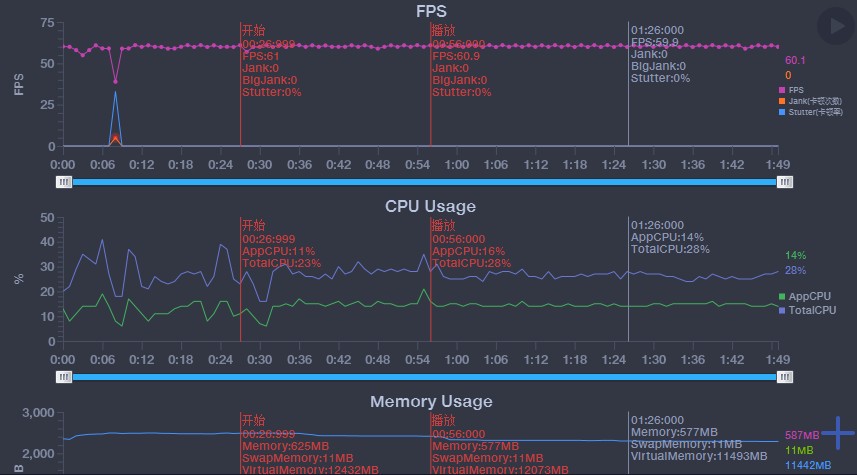 FPS
75
50
25
0
FPS
开始
00:26:999
FPS:61
Jank:0
BigJank:0
Stutter:0%
播放
00:56:000
FPS:60.9
Jank:0
BigJank:0
Stutter:0%
01:26:000
FPS:59.9
Jank:0
BigJank:0
Stutter:0%
60.1
0
FPS
Jank(卡顿次数)
Stutter(卡顿率)
0:00 0:06 0:12 0:18 0:24 0:30 0:36 0:42 0:48 0:54 1:00 1:06 1:12 1:18 1:24 1:30 1:36 1:42 1:49
CPU Usage
50
40
30
20
10
0
%
开始
00:26:999
AppCPU:11%
TotalCPU:23%
播放
00:56:000
AppCPU:16%
TotalCPU:28%
01:26:000
AppCPU:14%
TotalCPU:28%
14%
28%
AppCPU
TotalCPU
0:00 0:06 0:12 0:18 0:24 0:30 0:36 0:42 0:48 0:54 1:00 1:06 1:12 1:18 1:24 1:30 1:36 1:42 1:49
Memory Usage
3,000
2,000
B
开始
00:26:999
Memory:625MB
SwapMemory:11MB
VirtualMemory:12432MB
播放
00:56:000
Memory:577MB
SwapMemory:11MB
VirtualMemory:12073MB
01:26:000
Memory:577MB
SwapMemory:11MB
VirtualMemory:11493MB
587MB
11MB
11442MB